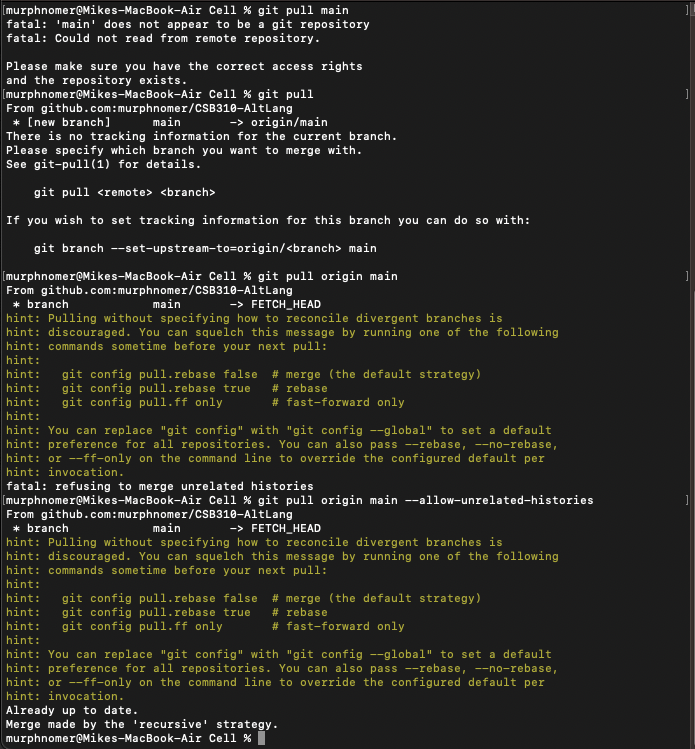 [murphnomer@Mikes-MacBook-Air Cell % git pull main ]
fatal: 'main' does not appear to be a git repository
fatal: Could not read from remote repository.

Please make sure you have the correct access rights
and the repository exists.
[murphnomer@Mikes-MacBook-Air Cell % git pull ]
From github.com:murphnomer/CSB310-AltLang
 * [new branch]      main       -> origin/main
There is no tracking information for the current branch.
Please specify which branch you want to merge with.
See git-pull(1) for details.

    git pull <remote> <branch>

If you wish to set tracking information for this branch you can do so with:

    git branch --set-upstream-to=origin/<branch> main

[murphnomer@Mikes-MacBook-Air Cell % git pull origin main ]
From github.com:murphnomer/CSB310-AltLang
 * branch            main       -> FETCH_HEAD
hint: Pulling without specifying how to reconcile divergent branches is
hint: discouraged. You can squelch this message by running one of the following
hint: commands sometime before your next pull:
hint:
hint:   git config pull.rebase false  # merge (the default strategy)
hint:   git config pull.rebase true   # rebase
hint:   git config pull.ff only       # fast-forward only
hint:
hint: You can replace "git config" with "git config --global" to set a default
hint: preference for all repositories. You can also pass --rebase, --no-rebase,
hint: or --ff-only on the command line to override the configured default per
hint: invocation.
fatal: refusing to merge unrelated histories
[murphnomer@Mikes-MacBook-Air Cell % git pull origin main --allow-unrelated-histories ]
From github.com:murphnomer/CSB310-AltLang
 * branch            main       -> FETCH_HEAD
hint: Pulling without specifying how to reconcile divergent branches is
hint: discouraged. You can squelch this message by running one of the following
hint: commands sometime before your next pull:
hint:
hint:   git config pull.rebase false  # merge (the default strategy)
hint:   git config pull.rebase true   # rebase
hint:   git config pull.ff only       # fast-forward only
hint:
hint: You can replace "git config" with "git config --global" to set a default
hint: preference for all repositories. You can also pass --rebase, --no-rebase,
hint: or --ff-only on the command line to override the configured default per
hint: invocation.
Already up to date.
Merge made by the 'recursive' strategy.
murphnomer@Mikes-MacBook-Air Cell %